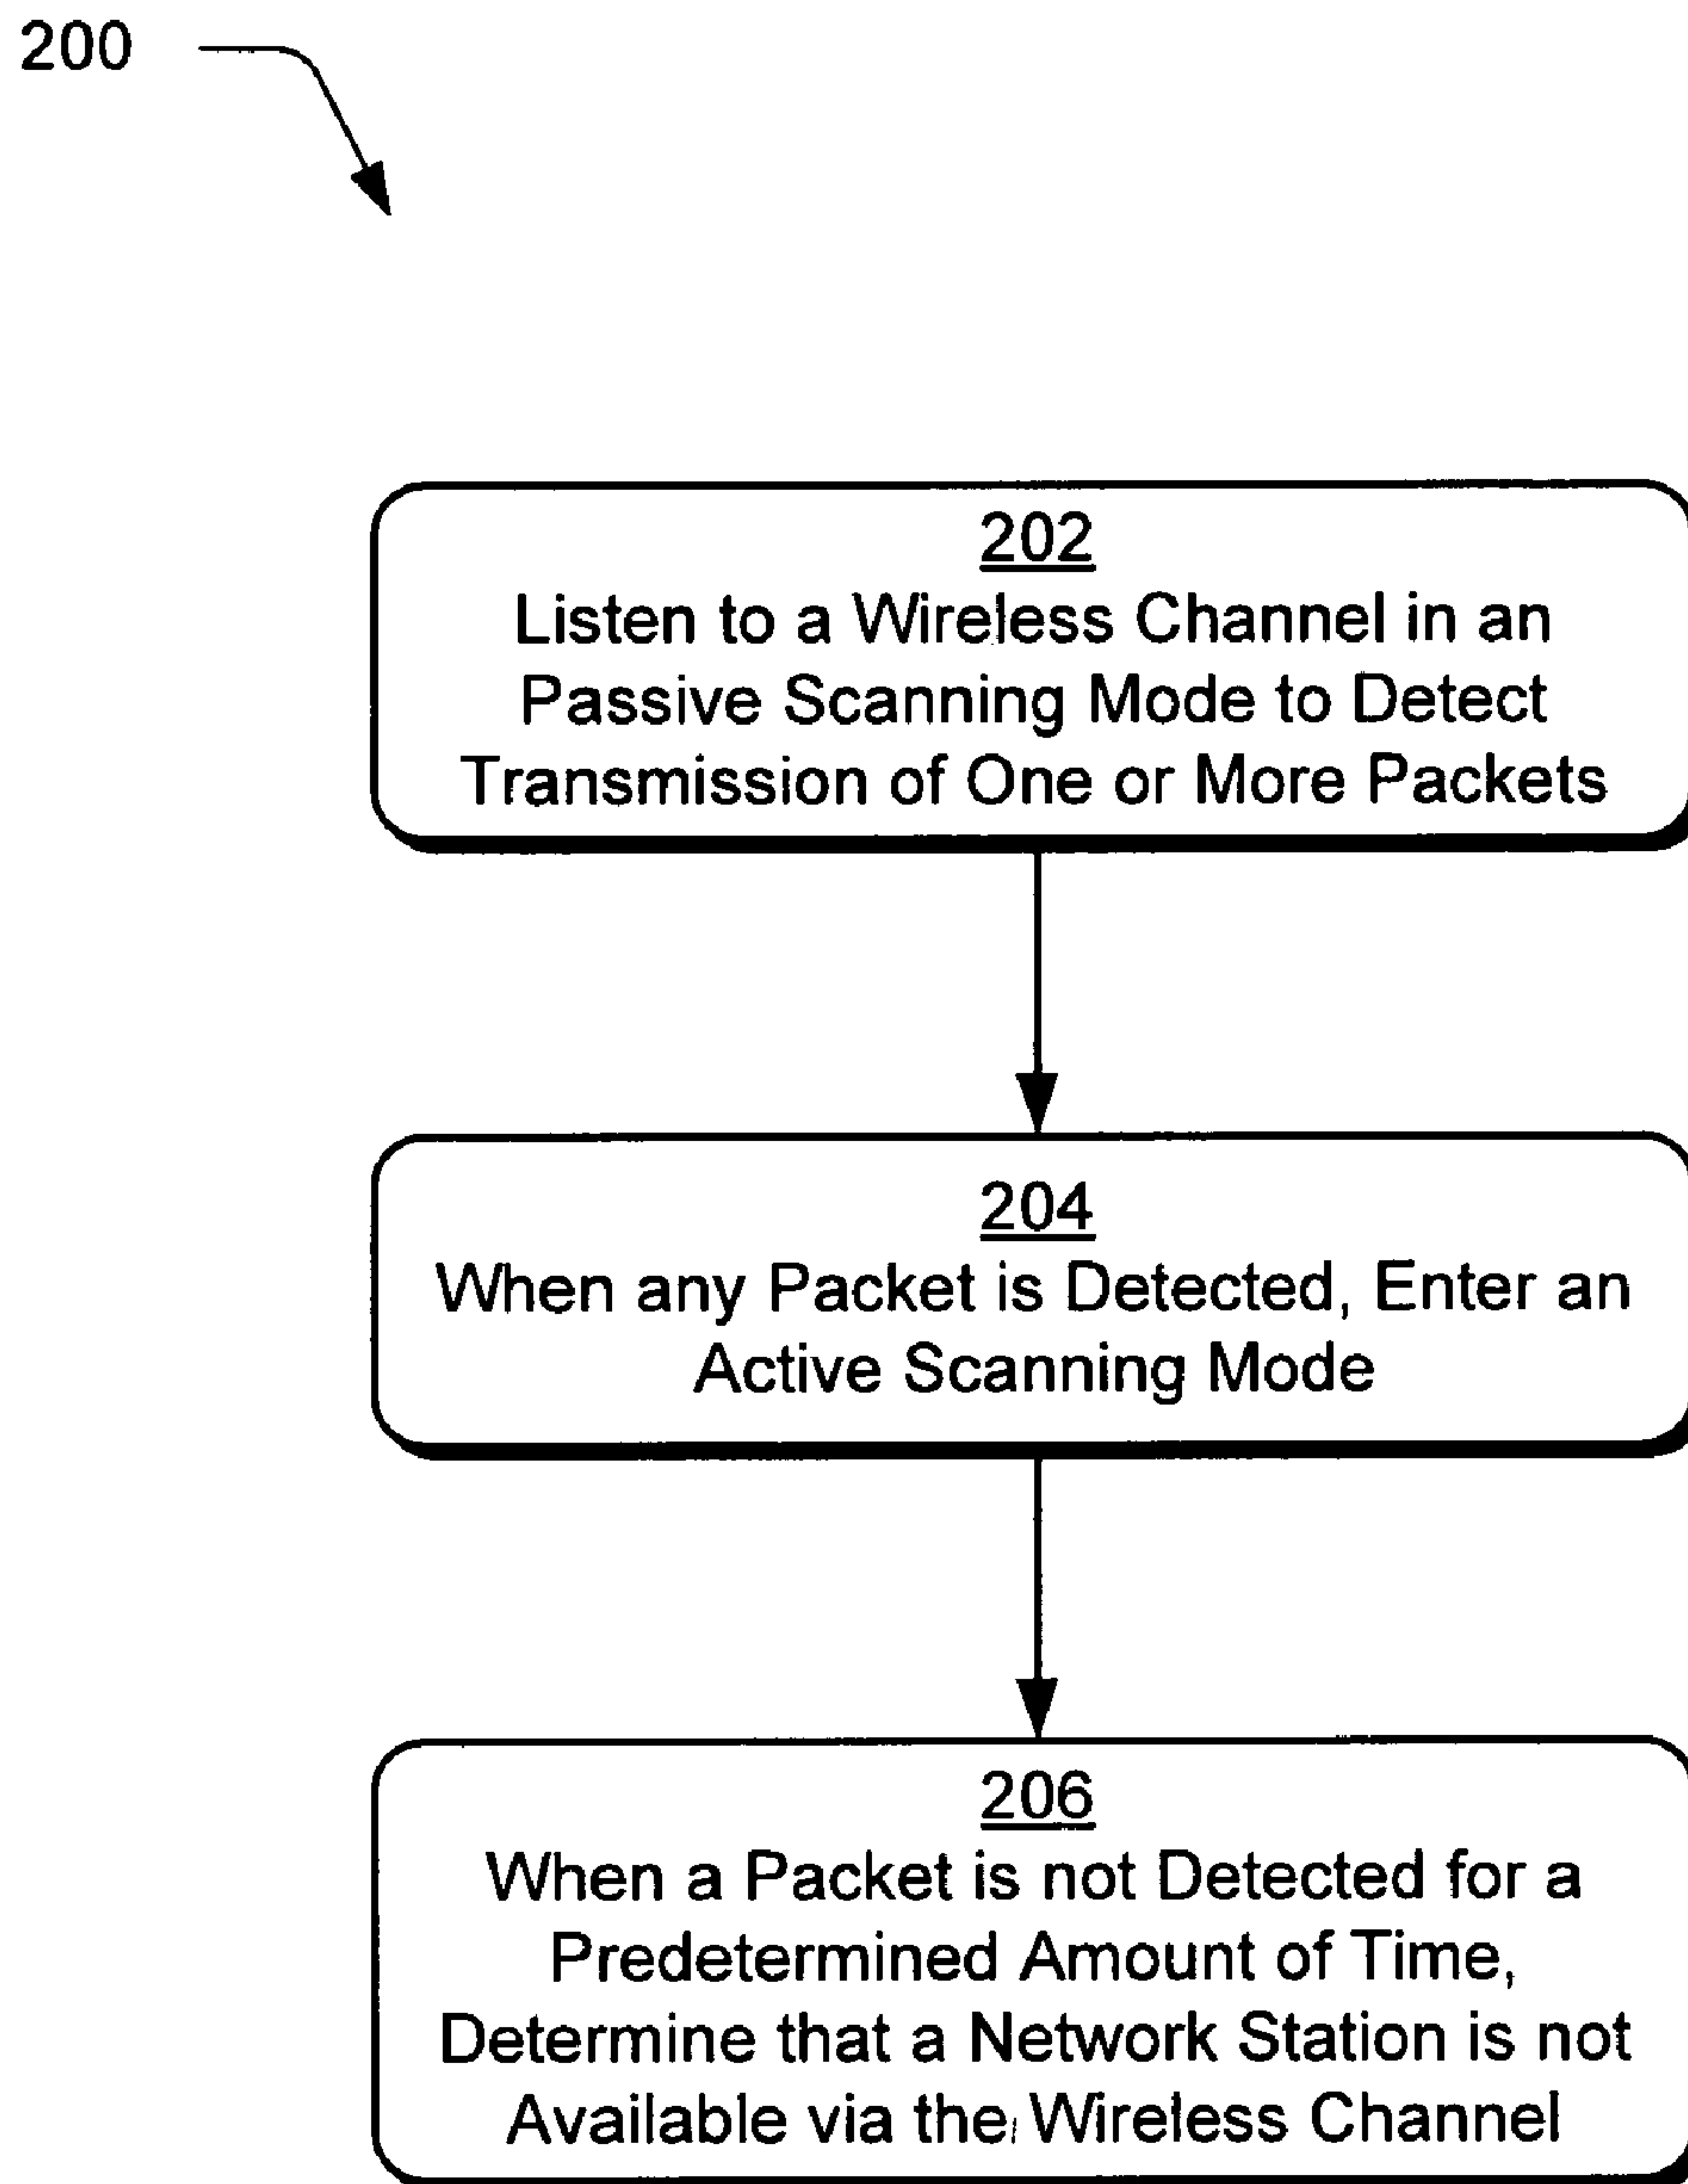 200
202
Listen to a Wireless Channel in an
Passive Scanning Mode to Detect
Transmission of One or More Packets
204
When any Packet is Detected, Enter an
Active Scanning Mode
206
When a Packet is not Detected for a
Predetermined Amount of Time,
Determine that a Network Station is not
Available via the Wireless Channel